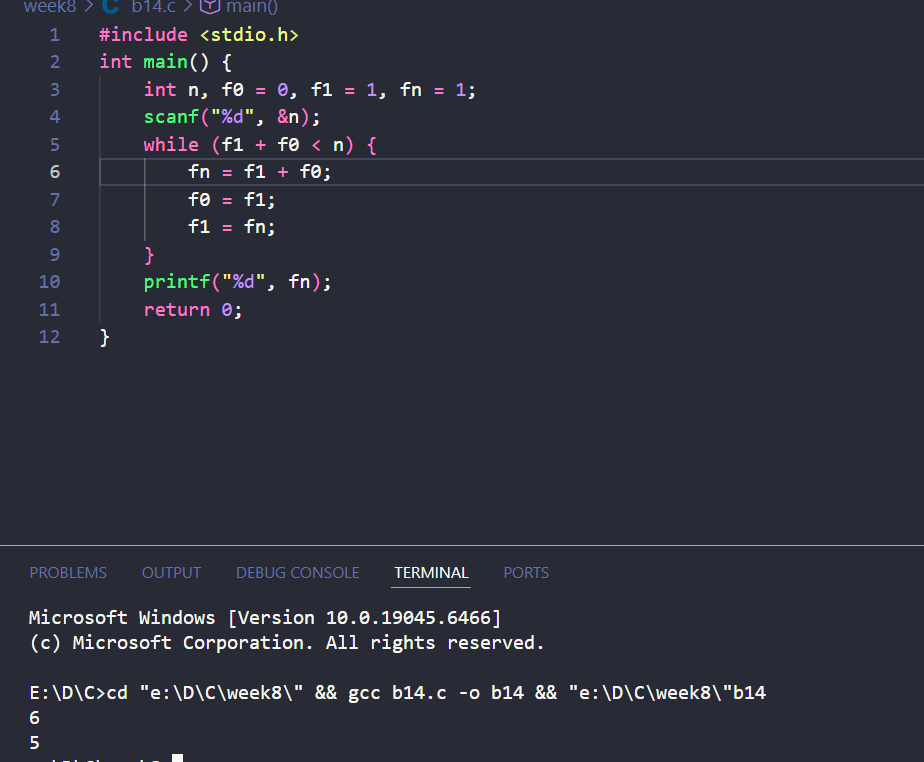 week8 > C b14.c > main()
1 #include <stdio.h>
2 int main() {
3 int n, f0 = 0, f1 = 1, fn = 1;
4 scanf("%d", &n);
5 while (f1 + f0 < n) {
6 fn = f1 + f0;
7 f0 = f1;
8 f1 = fn;
9 }
10 printf("%d", fn);
11 return 0;
12 }
PROBLEMS OUTPUT DEBUG CONSOLE TERMINAL PORTS
Microsoft Windows [Version 10.0.19045.6466]
(c) Microsoft Corporation. All rights reserved.
E:\D\C>cd "e:\D\C\week8\" && gcc b14.c -o b14 && "e:\D\C\week8\"b14
6
5